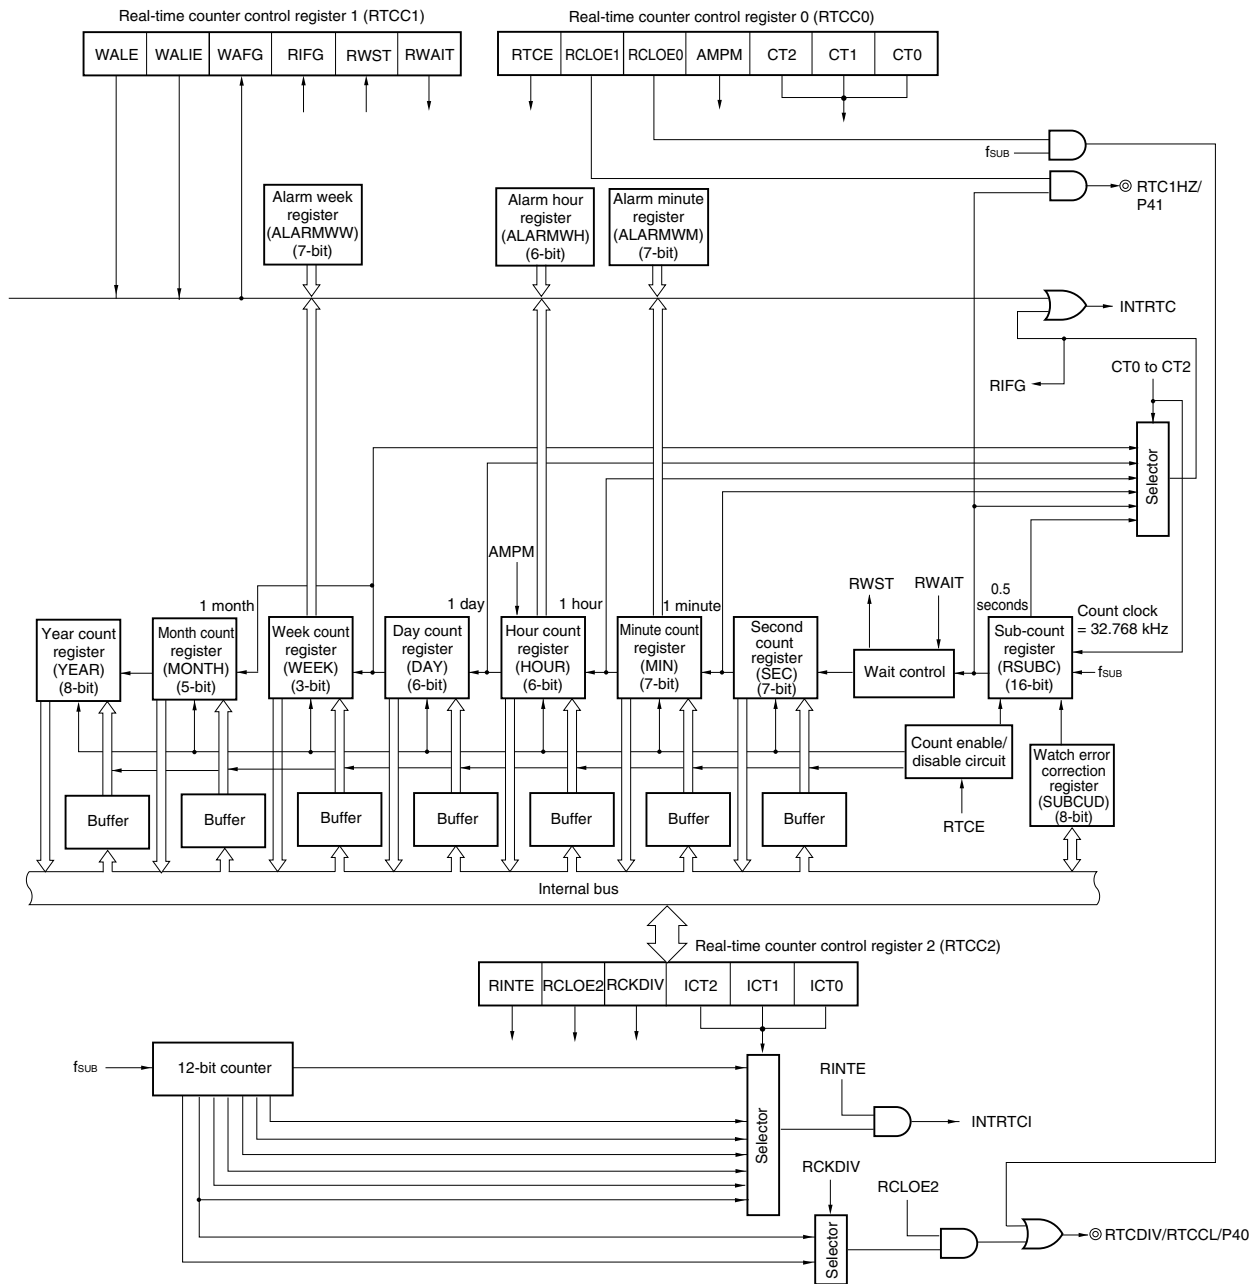 Real-time counter control register 1 (RTCC1)
Real-time counter control register 0 (RTCC0)
WALE WALIE WAFG RIFG RWST RWAIT
RTCE RCLOE1 RCLOE0 AMPM CT2 CT1 CT0
fSUB
RTC1HZ/
P41
Alarm week
register
(ALARMWW)
(7-bit)
Alarm hour
register
(ALARMWH)
(6-bit)
Alarm minute
register
(ALARMWM)
(7-bit)
INTRTC
RIFG
CT0 to CT2
Selector
AMPM
RWST
RWAIT
0.5
seconds
1 month
1 day
1 hour
1 minute
Count clock
= 32.768 kHz
Year count
register
(YEAR)
(8-bit)
Month count
register
(MONTH)
(5-bit)
Week count
register
(WEEK)
(3-bit)
Day count
register
(DAY)
(6-bit)
Hour count
register
(HOUR)
(6-bit)
Minute count
register
(MIN)
(7-bit)
Second
count
register
(SEC)
(7-bit)
Wait control
Sub-count
register
(RSUBC)
(16-bit)
fSUB
Count enable/
disable circuit
RTCE
Watch error
correction
register
(SUBCUD)
(8-bit)
Buffer Buffer Buffer Buffer Buffer Buffer Buffer
Internal bus
Real-time counter control register 2 (RTCC2)
RINTE RCLOE2 RCKDIV ICT2 ICT1 ICT0
fSUB
12-bit counter
Selector
RINTE
INTRTCI
RCKDIV
Selector
RCLOE2
RTCDIV/RTCCL/P40